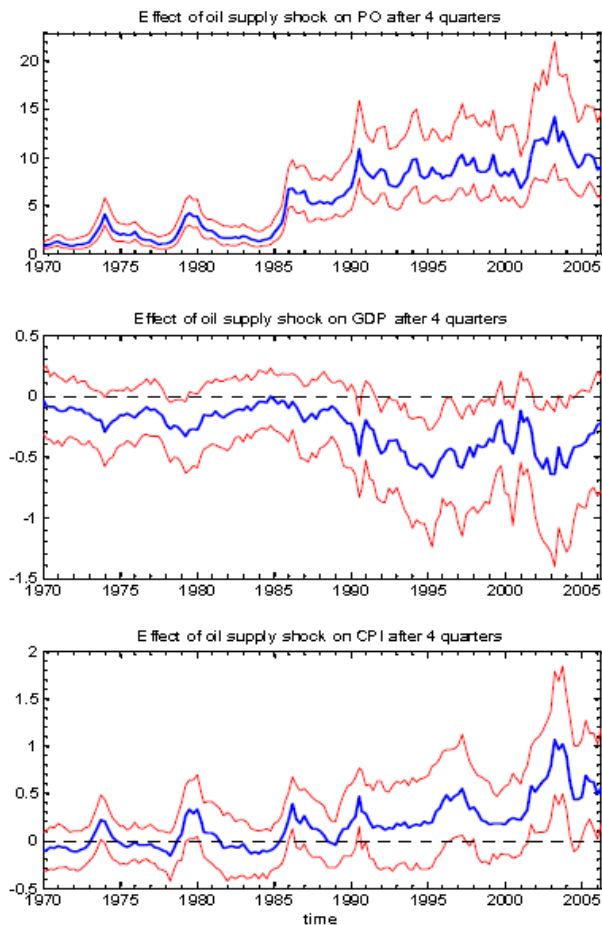 Effect of oil supply shock on PO after 4 quarters
20
15
10
5
0
1970 1975 1980 1985 1990 1995 2000 2005
Effect of oil supply shock on GDP after 4 quarters
0.5
0
-0.5
-1
-1.5
1970 1975 1980 1985 1990 1995 2000 2005
Effect of oil supply shock on CPI after 4 quarters
2
1.5
1
0.5
0
-0.5
1970 1975 1980 1985 1990 1995 2000 2005
time